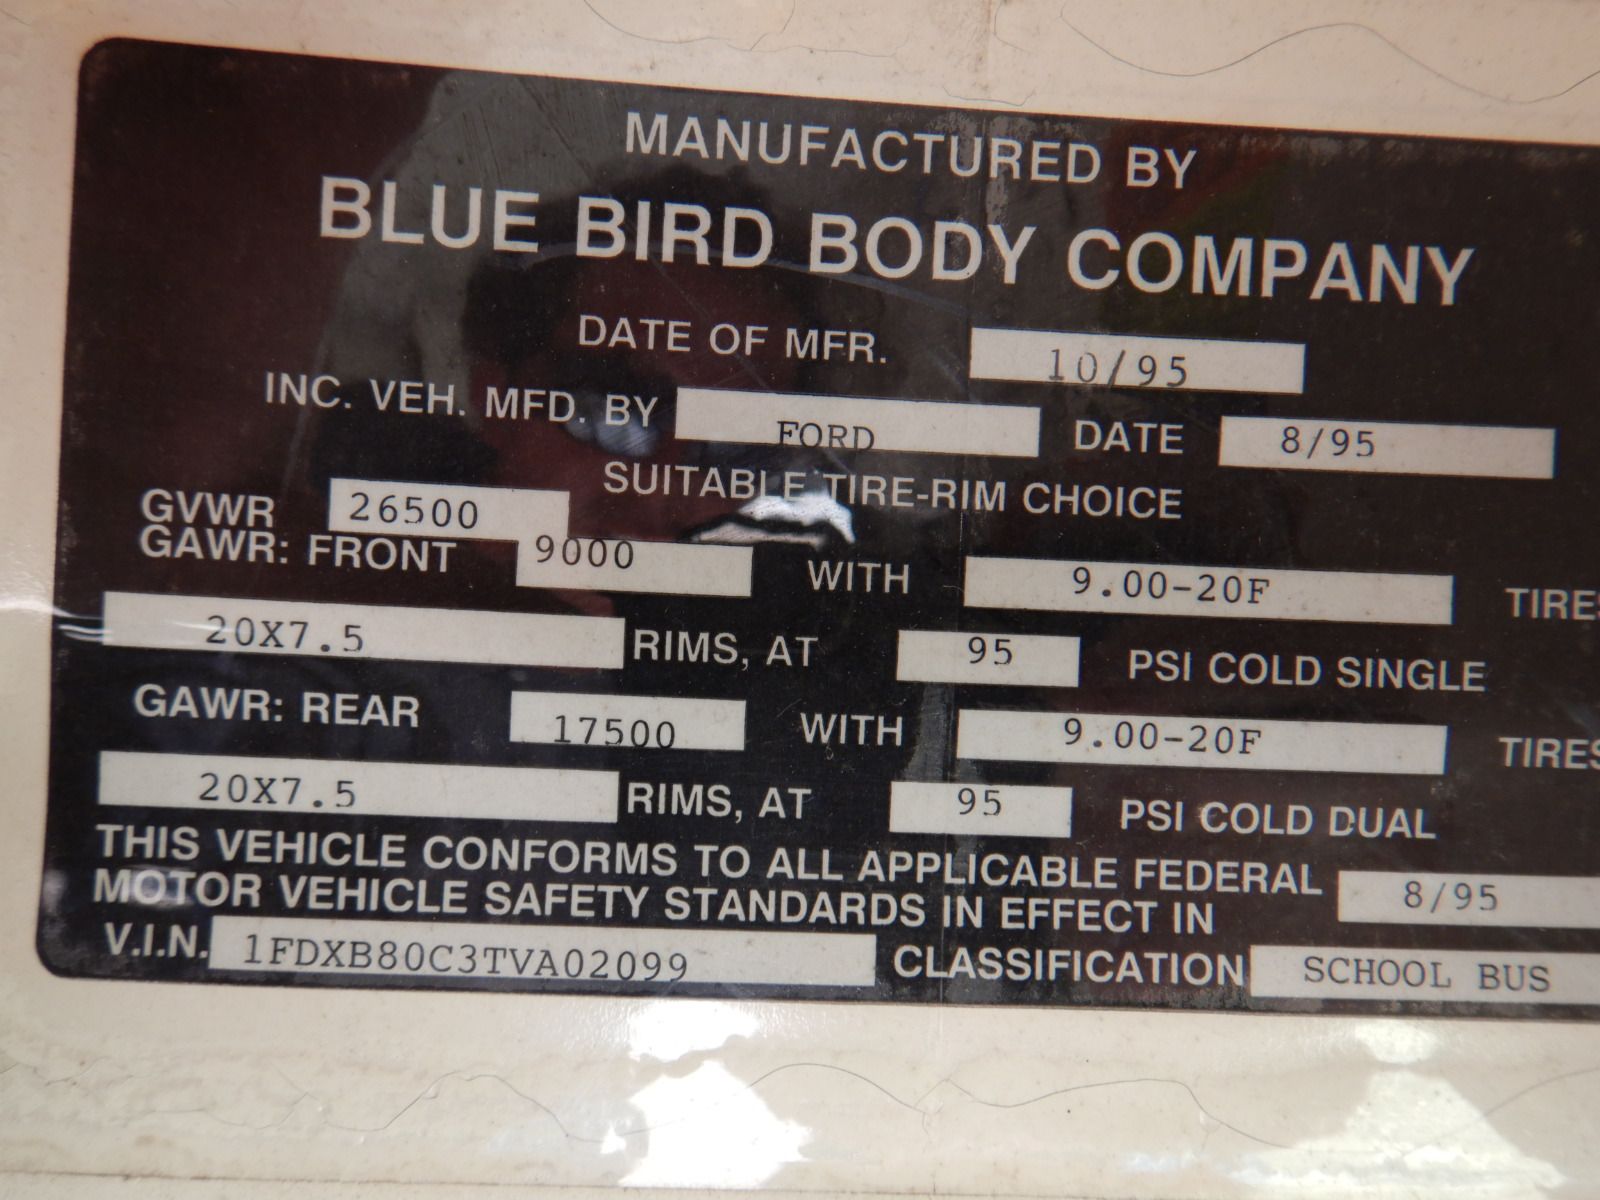 MANUFACTURED BY
BLUE BIRD BODY COMPANY
DATE OF MFR. 10/95
INC. VEH. MFD. BY FORD DATE 8/95
SUITABLE TIRE-RIM CHOICE
GVWR 26500
GAWR: FRONT 9000 WITH 9.00-20F TIRES
20X7.5 RIMS, AT 95 PSI COLD SINGLE
GAWR: REAR 17500 WITH 9.00-20F TIRES
20X7.5 RIMS, AT 95 PSI COLD DUAL
THIS VEHICLE CONFORMS TO ALL APPLICABLE FEDERAL
MOTOR VEHICLE SAFETY STANDARDS IN EFFECT IN 8/95
V.I.N. 1FDXB80C3TVA02099 CLASSIFICATION SCHOOL BUS